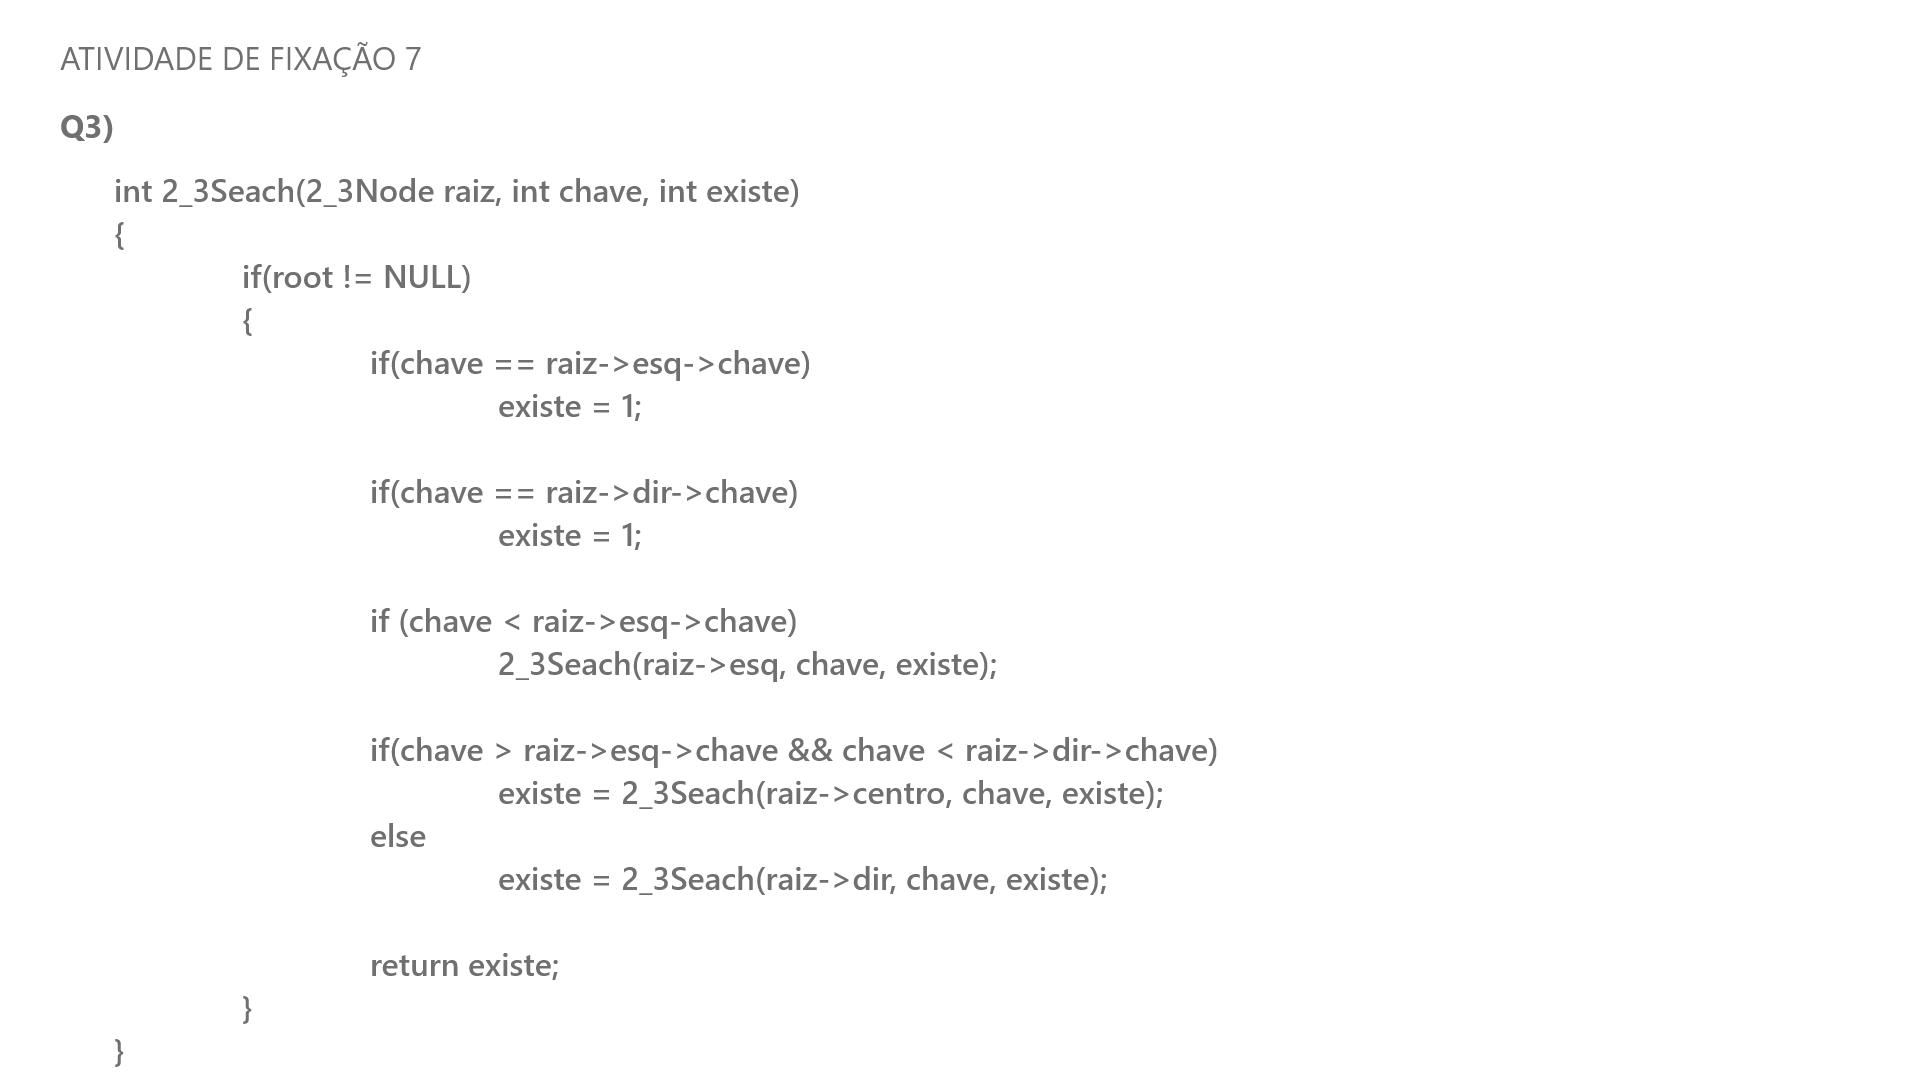 ATIVIDADE DE FIXAÇÃO 7
Q3)
int 2_3Seach(2_3Node raiz, int chave, int existe)
{
if(root != NULL)
{
if(chave == raiz->esq->chave)
existe = 1;
if(chave == raiz->dir->chave)
existe = 1;
if (chave < raiz->esq->chave)
2_3Seach(raiz->esq, chave, existe);
if(chave > raiz->esq->chave && chave < raiz->dir->chave)
existe = 2_3Seach(raiz->centro, chave, existe);
else
existe = 2_3Seach(raiz->dir, chave, existe);
return existe;
}
}